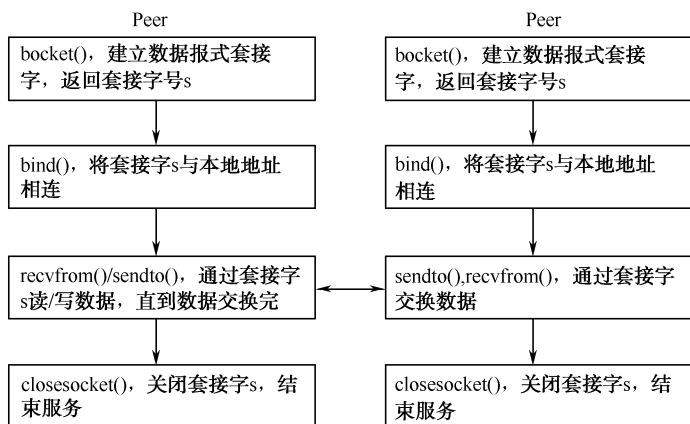 Peer
bocket()，建立数据报式套接
字，返回套接字号s
bind()，将套接字s与本地地址
相连
recvfrom()/sendto()，通过套接字
s读/写数据，直到数据交换完
closesocket()，关闭套接字s，结
束服务
Peer
bocket()，建立数据报式套接
字，返回套接字号s
bind()，将套接字s与本地地址
相连
sendto(),recvfrom()，通过套接字
交换数据
closesocket()，关闭套接字s，结
束服务